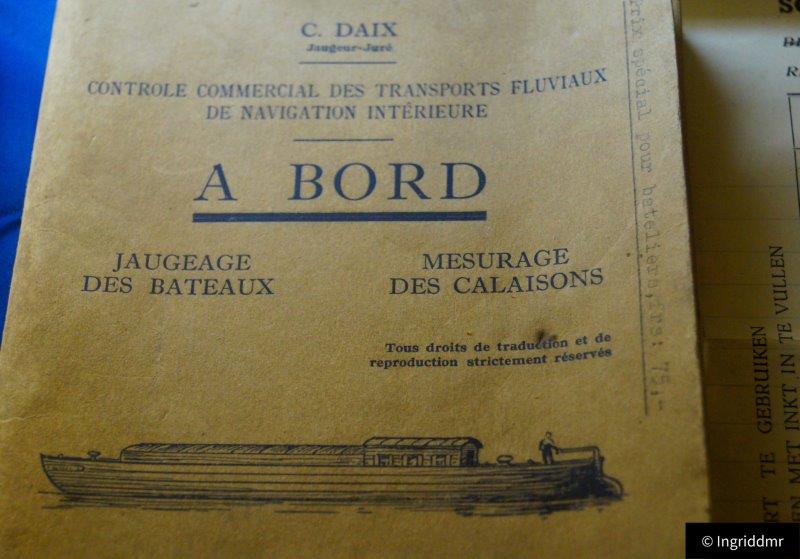 C. DAIX
Jaugeur-Juré
CONTROLE COMMERCIAL DES TRANSPORTS FLUVIAUX
DE NAVIGATION INTÉRIEURE
A BORD
JAUGEAGE
DES BATEAUX
MESURAGE
DES CALAISONS
Tous droits de traduction et de
reproduction strictement réservés
Prix spécial pour bateliers,frs: 75,-
TE GEBRUIKEN
MET INKT IN TE VULLEN
© Ingriddmr